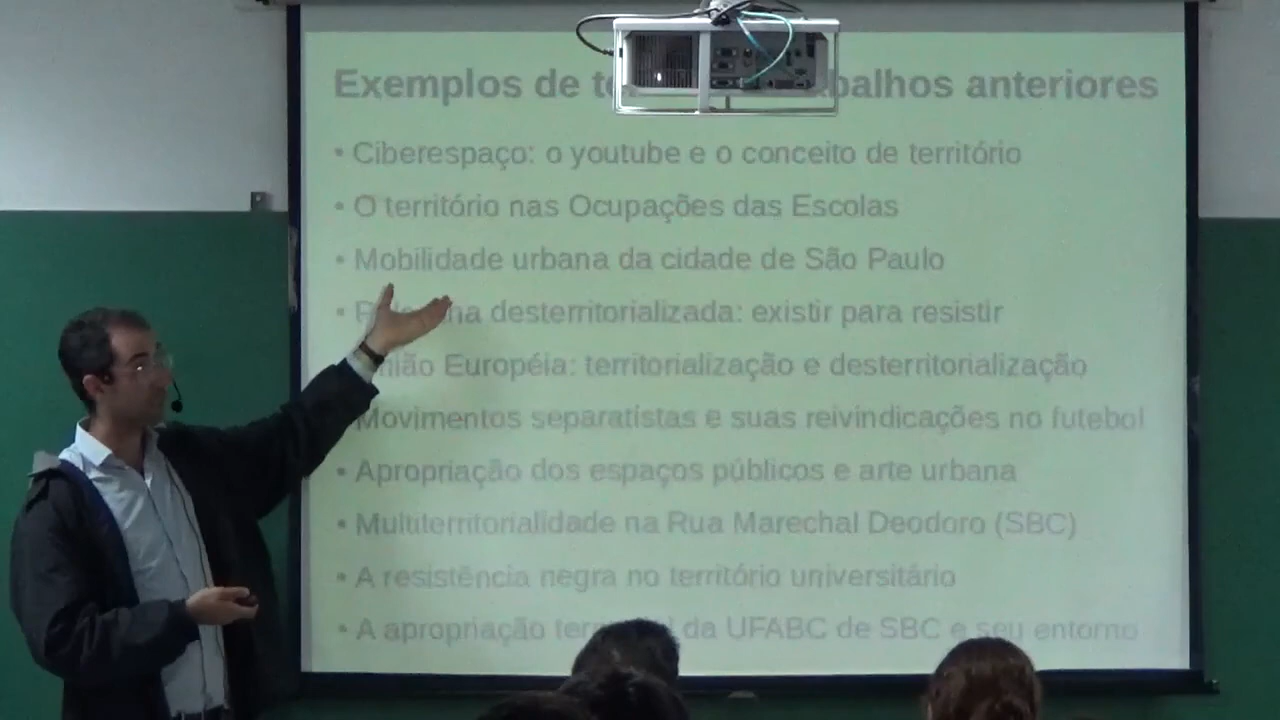 Exemplos de balhos anteriores
• Ciberespaço: o youtube e o conceito de território
• O território nas Ocupações das Escolas
• Mobilidade urbana da cidade de São Paulo
• desterritorializada: existir para resistir
Européia: territorialização e desterritorialização
Movimentos separatistas e suas reivindicações no futebol
• Apropriação dos espaços públicos e arte urbana
• Multiterritorialidade na Rua Marechal Deodoro (SBC)
• A resistência negra no território universitário
• A apropriação da UFABC de SBC e seu entorno